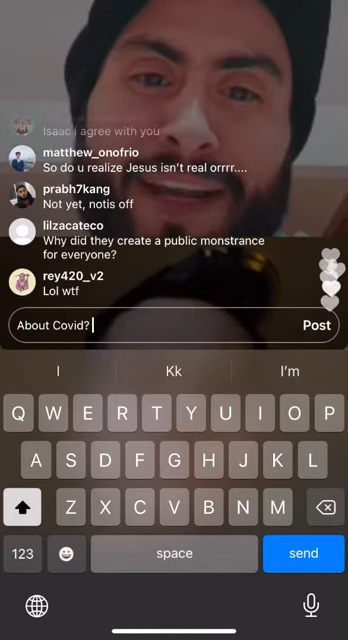 Isaac I agree with you
matthew_onofrio
So do u realize Jesus isn't real orrr....
prabh7kang
Not yet, notis off
lilzacateco
Why did they create a public monstrance
for everyone?
rey420_v2
Lol wtf
About Covid? Post
I Kk I'm
Q W E R T Y U I O P
A S D F G H J K L
Z X C V B N M
123 space send